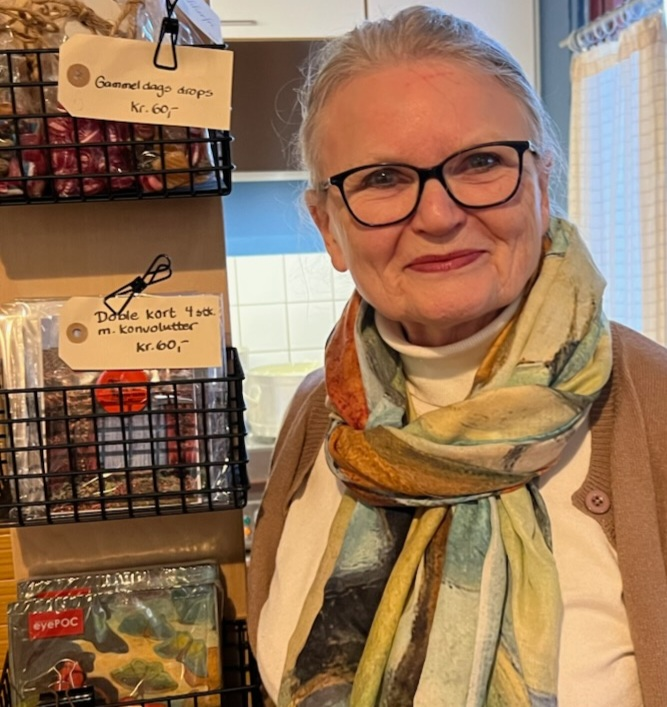 Gammeldags drops
Kr. 60,-
Doble kort 4 stk.
m. konvolutter
Kr. 60,-
eyePOC